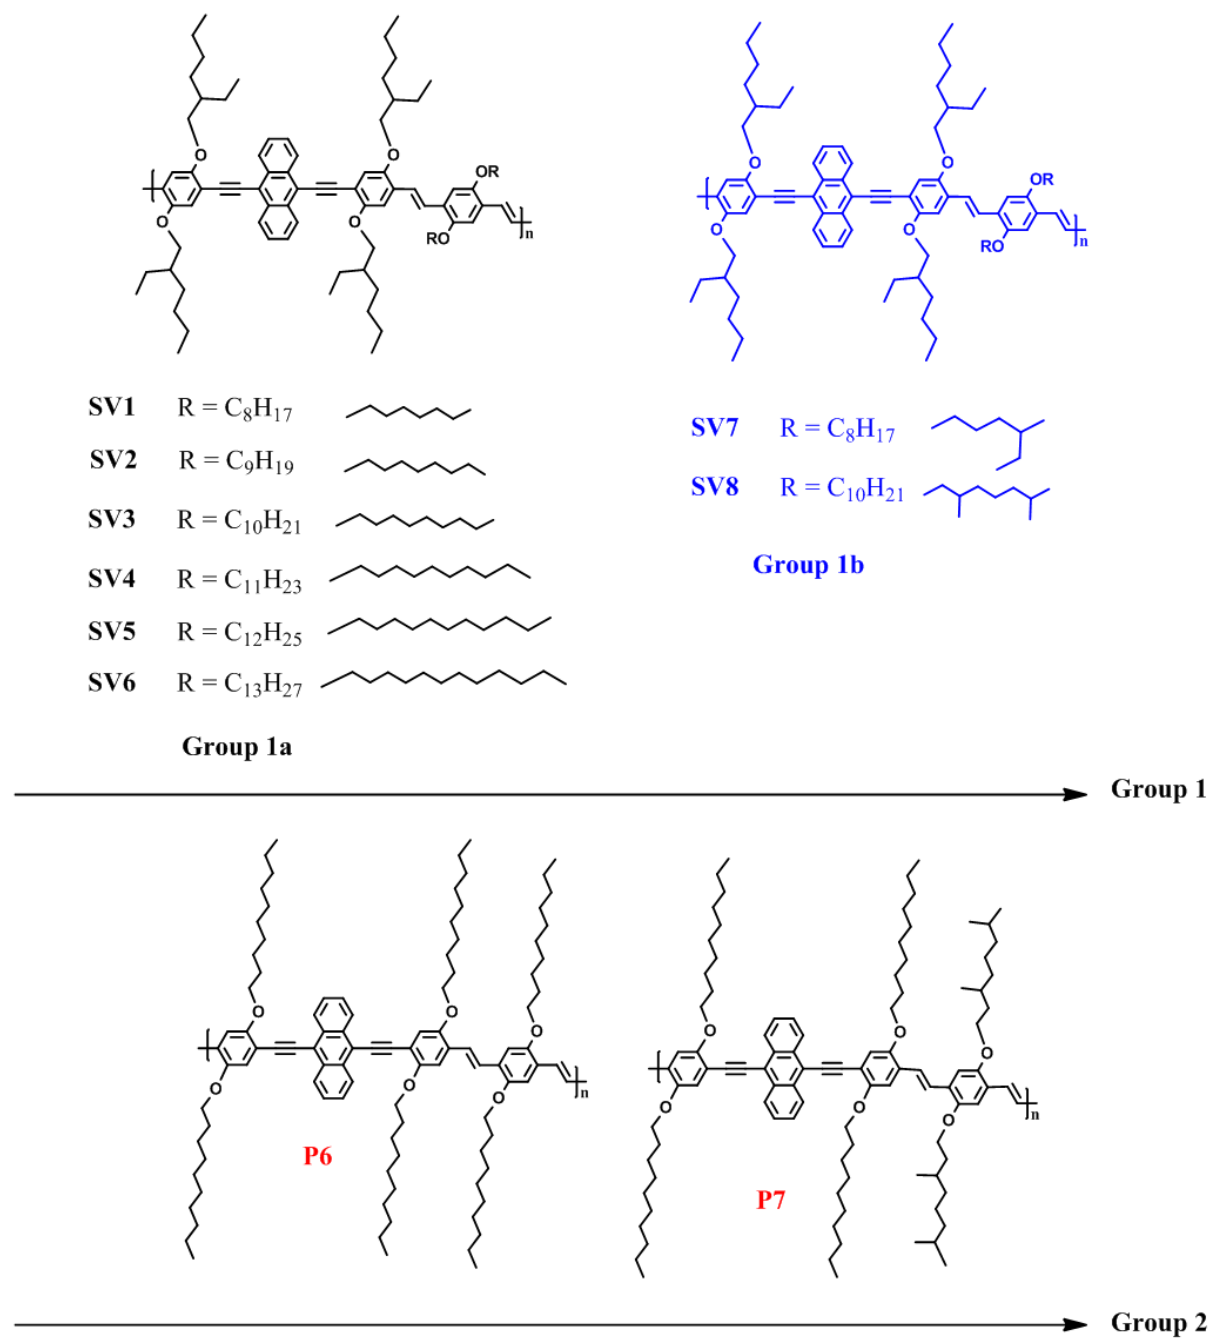 O
O
OR
O
RO
O
n
O
O
OR
O
RO
O
n
SV1 R = C8H17
SV2 R = C9H19
SV3 R = C10H21
SV4 R = C11H23
SV5 R = C12H25
SV6 R = C13H27
Group 1a
SV7 R = C8H17
SV8 R = C10H21
Group 1b
Group 1
O
O
O
O
O
O
n
P6
O
O
O
O
O
O
n
P7
Group 2